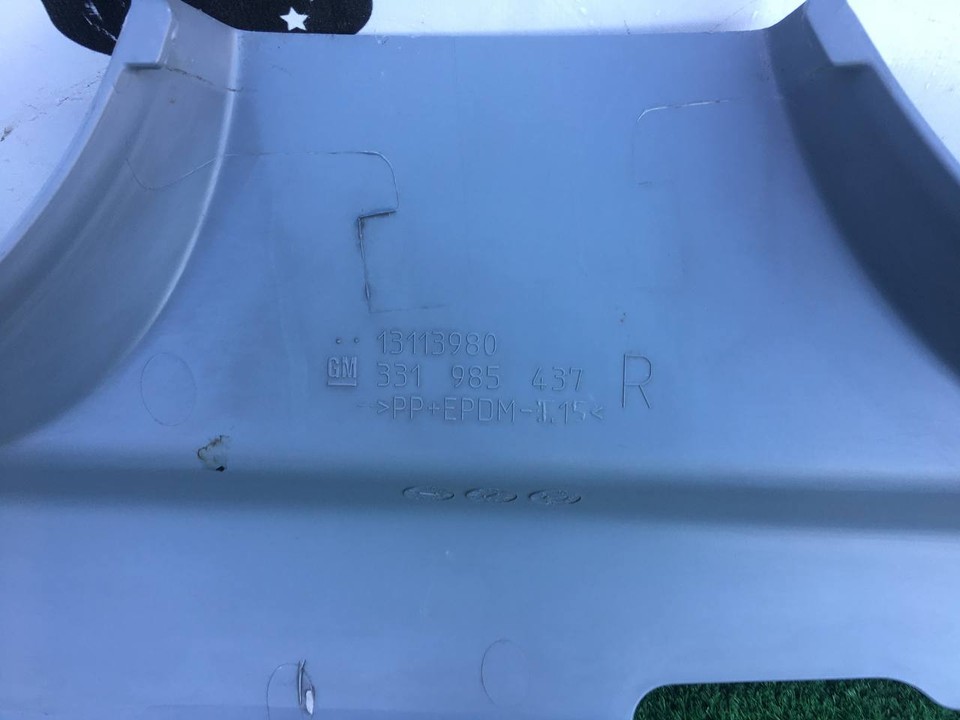 13113980
GM 331 985 437 R
>PP+EPDM-T15<